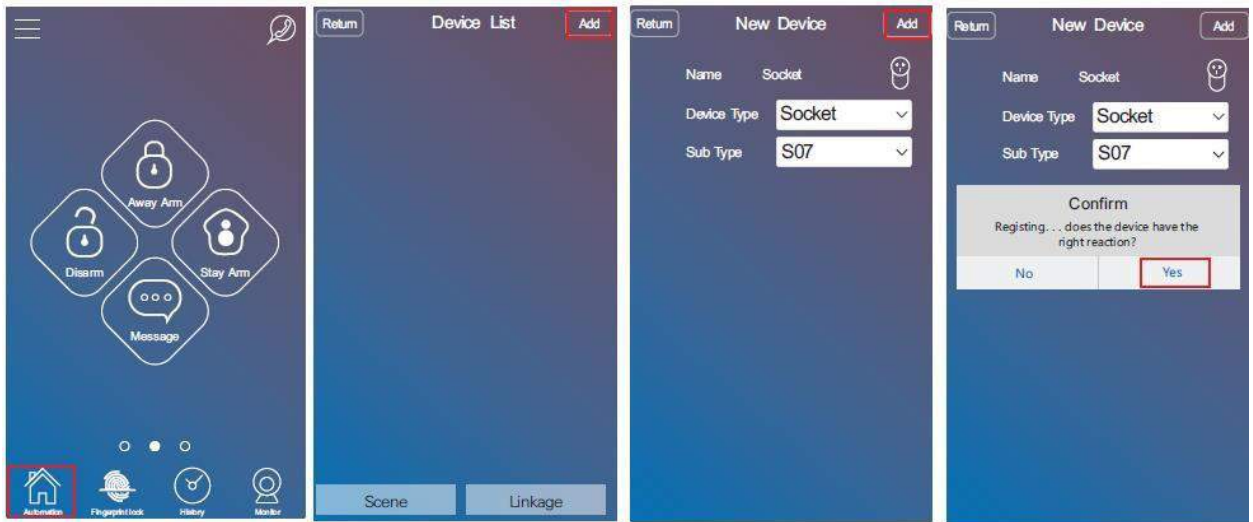 Away Arm
Disarm
Stay Arm
Message
Automation
Fingerprint lock
History
Monitor
Return
Device List
Add
Scene
Linkage
Return
New Device
Add
Name
Socket
Device Type
Socket
Sub Type
S07
Return
New Device
Add
Name
Socket
Device Type
Socket
Sub Type
S07
Confirm
Registing. . . does the device have the
right reaction?
No
Yes